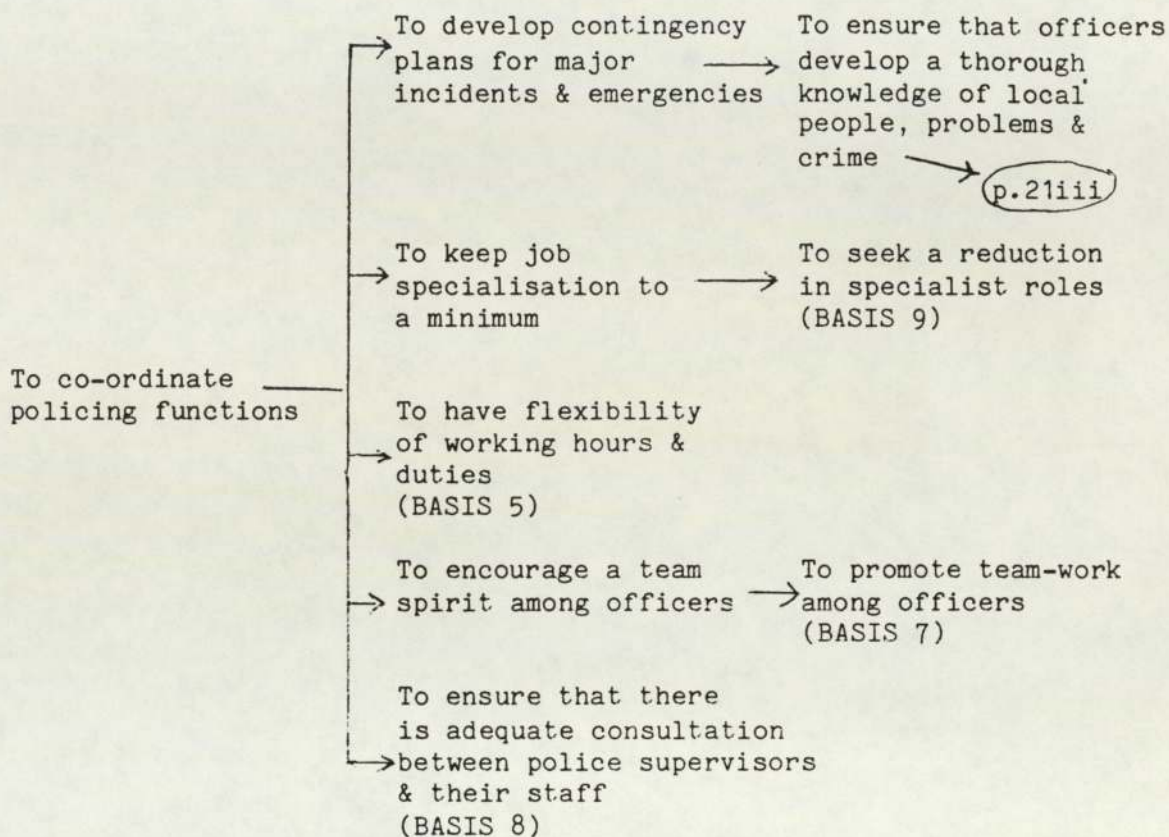 To co-ordinate
policing functions
To develop contingency
plans for major
incidents & emergencies
To ensure that officers
develop a thorough
knowledge of local
people, problems &
crime
p.21iii
To keep job
specialisation to
a minimum
To seek a reduction
in specialist roles
(BASIS 9)
To have flexibility
of working hours &
duties
(BASIS 5)
To encourage a team
spirit among officers
To promote team-work
among officers
(BASIS 7)
To ensure that there
is adequate consultation
between police supervisors
& their staff
(BASIS 8)